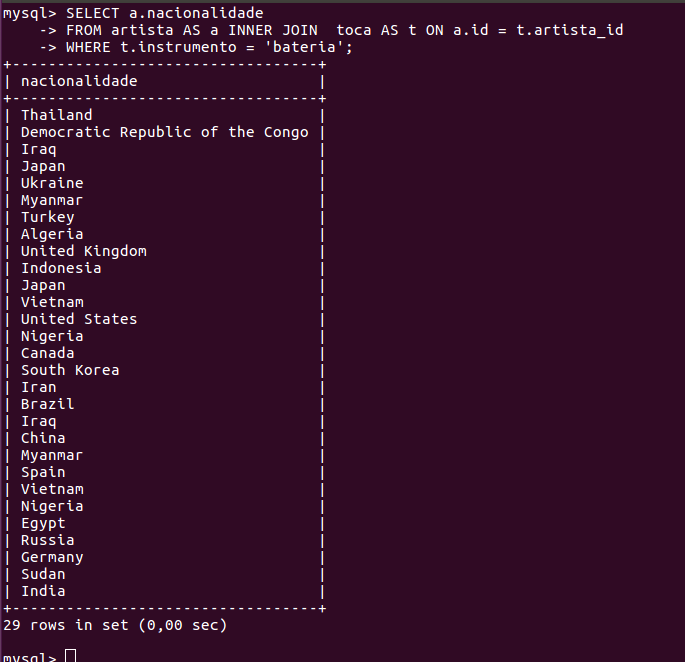 mysql> SELECT a.nacionalidade
    -> FROM artista AS a INNER JOIN  toca AS t ON a.id = t.artista_id
    -> WHERE t.instrumento = 'bateria';
+----------------------------------+
| nacionalidade                    |
+----------------------------------+
| Thailand                         |
| Democratic Republic of the Congo |
| Iraq                             |
| Japan                            |
| Ukraine                          |
| Myanmar                          |
| Turkey                           |
| Algeria                          |
| United Kingdom                   |
| Indonesia                        |
| Japan                            |
| Vietnam                          |
| United States                    |
| Nigeria                          |
| Canada                           |
| South Korea                      |
| Iran                             |
| Brazil                           |
| Iraq                             |
| China                            |
| Myanmar                          |
| Spain                            |
| Vietnam                          |
| Nigeria                          |
| Egypt                            |
| Russia                           |
| Germany                          |
| Sudan                            |
| India                            |
+----------------------------------+
29 rows in set (0,00 sec)

mysql>